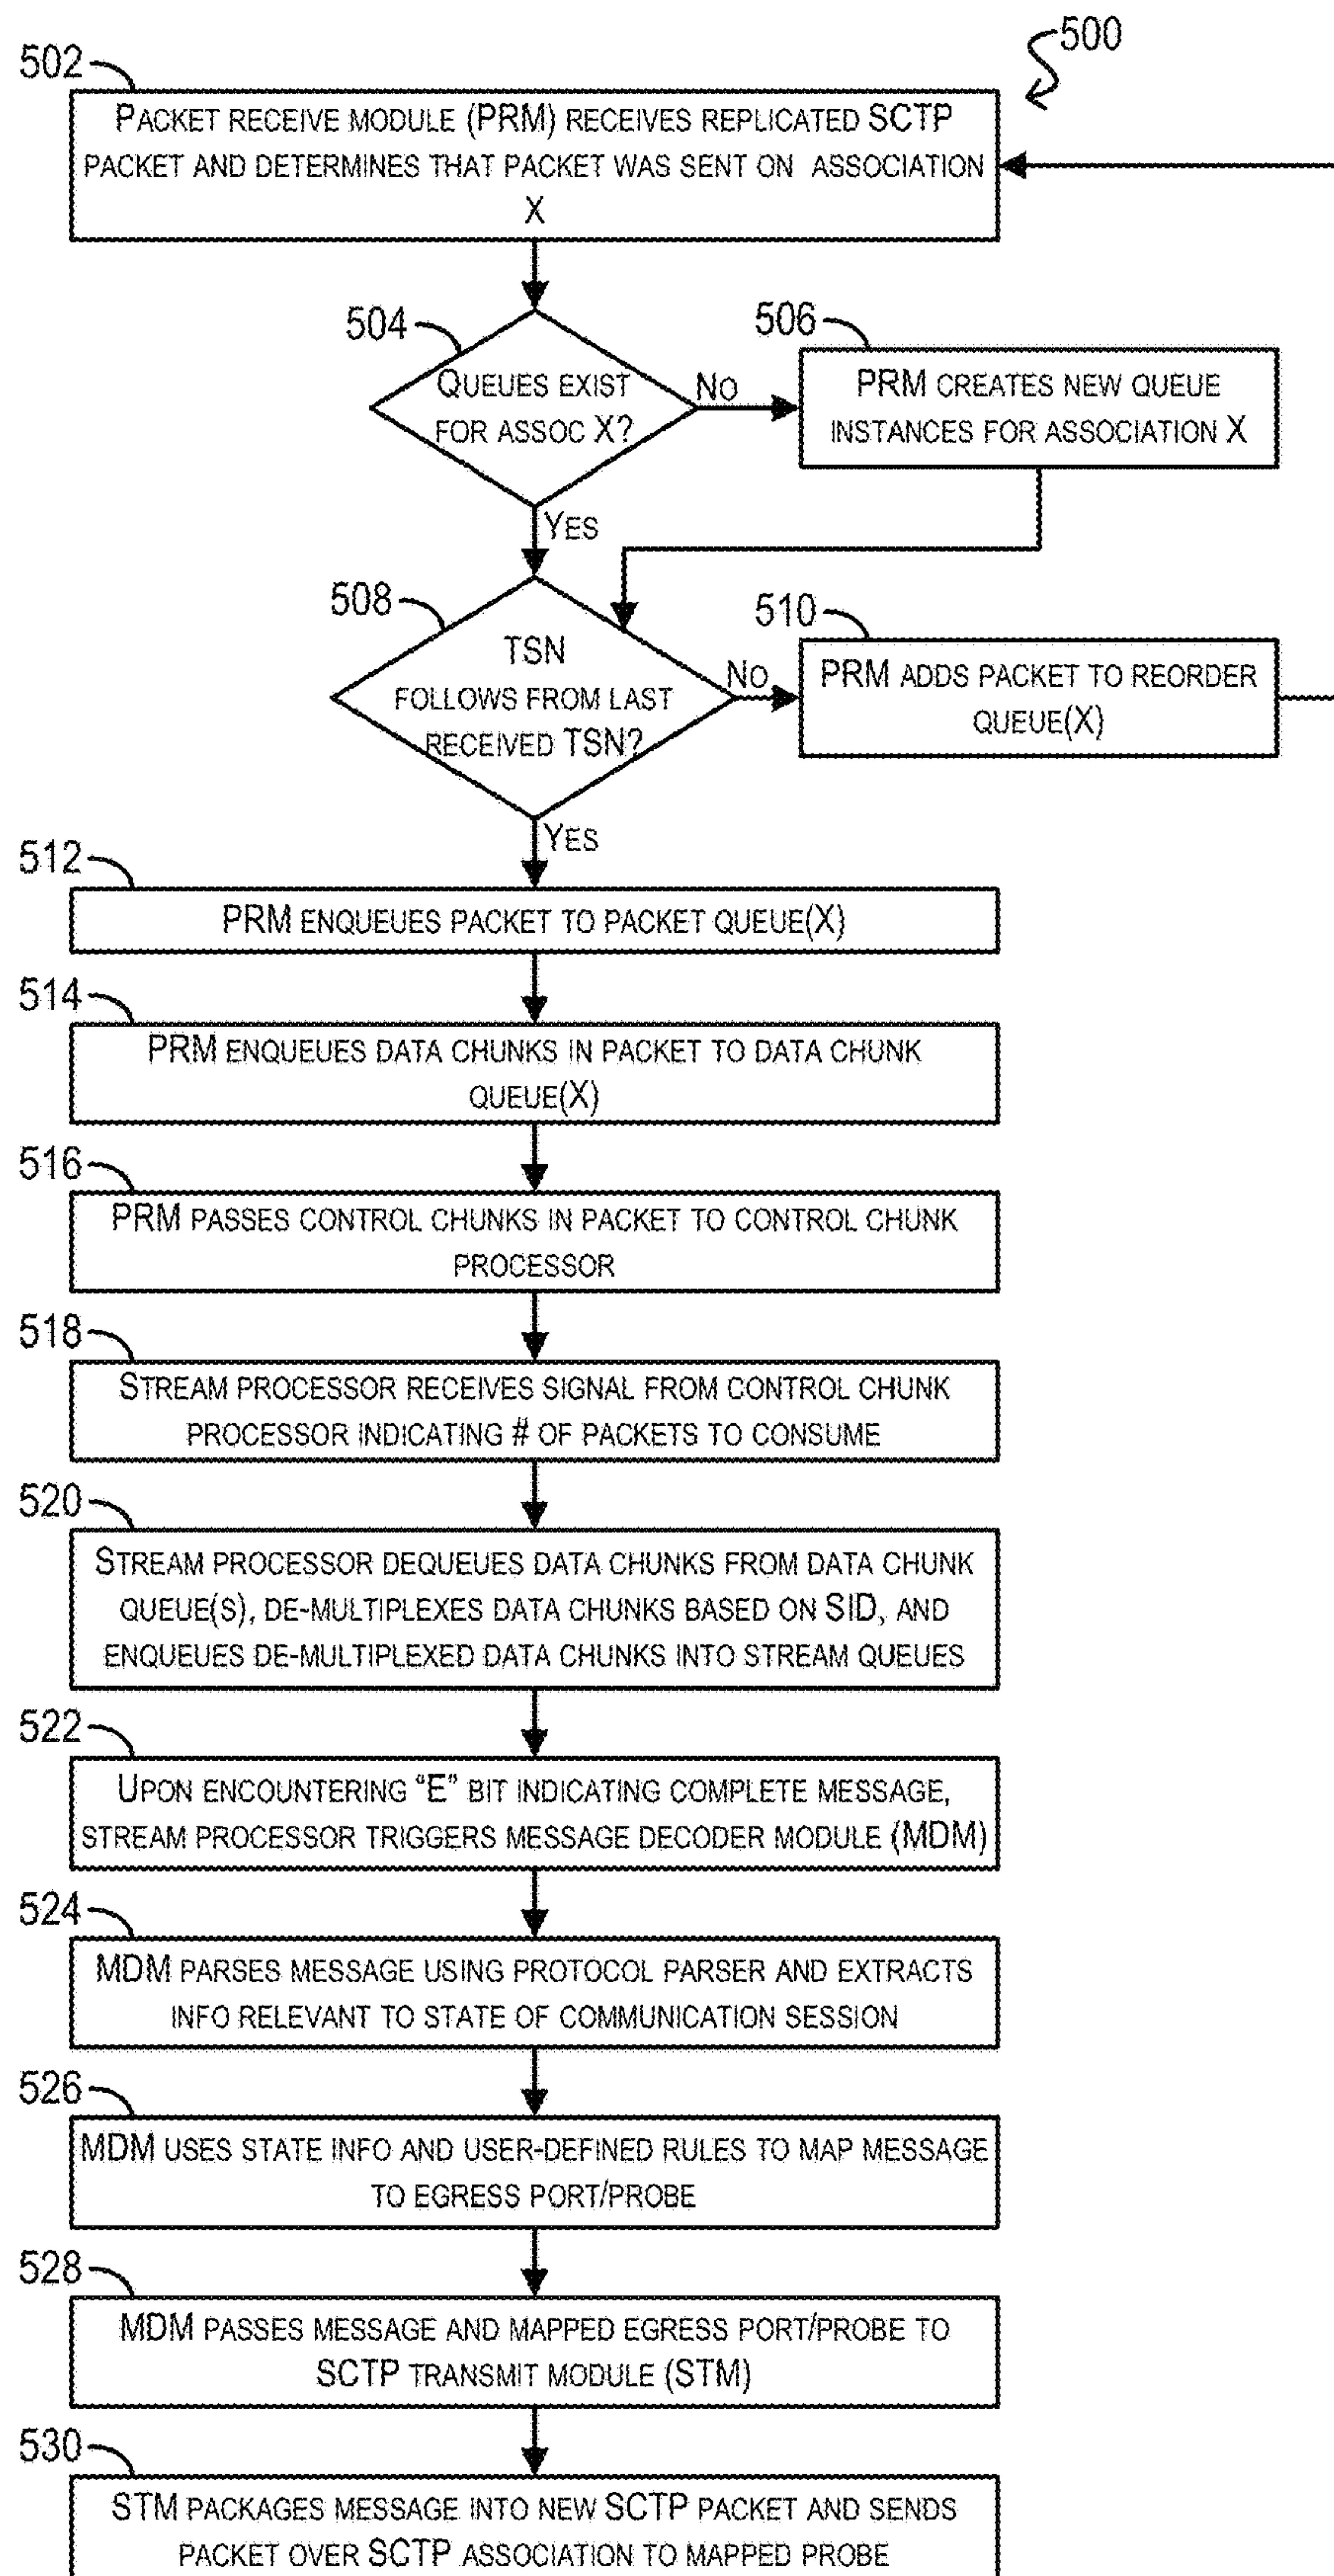 500
502
PACKET RECEIVE MODULE (PRM) RECEIVES REPLICATED SCTP
PACKET AND DETERMINES THAT PACKET WAS SENT ON ASSOCIATION
X
504
QUEUES EXIST
FOR ASSOC X?
NO
506
PRM CREATES NEW QUEUE
INSTANCES FOR ASSOCIATION X
YES
508
TSN
FOLLOWS FROM LAST
RECEIVED TSN?
NO
510
PRM ADDS PACKET TO REORDER
QUEUE(X)
YES
512
PRM ENQUEUES PACKET TO PACKET QUEUE(X)
514
PRM ENQUEUES DATA CHUNKS IN PACKET TO DATA CHUNK
QUEUE(X)
516
PRM PASSES CONTROL CHUNKS IN PACKET TO CONTROL CHUNK
PROCESSOR
518
STREAM PROCESSOR RECEIVES SIGNAL FROM CONTROL CHUNK
PROCESSOR INDICATING # OF PACKETS TO CONSUME
520
STREAM PROCESSOR DEQUEUES DATA CHUNKS FROM DATA CHUNK
QUEUE(S), DE-MULTIPLEXES DATA CHUNKS BASED ON SID, AND
ENQUEUES DE-MULTIPLEXED DATA CHUNKS INTO STREAM QUEUES
522
UPON ENCOUNTERING "E" BIT INDICATING COMPLETE MESSAGE,
STREAM PROCESSOR TRIGGERS MESSAGE DECODER MODULE (MDM)
524
MDM PARSES MESSAGE USING PROTOCOL PARSER AND EXTRACTS
INFO RELEVANT TO STATE OF COMMUNICATION SESSION
526
MDM USES STATE INFO AND USER-DEFINED RULES TO MAP MESSAGE
TO EGRESS PORT/PROBE
528
MDM PASSES MESSAGE AND MAPPED EGRESS PORT/PROBE TO
SCTP TRANSMIT MODULE (STM)
530
STM PACKAGES MESSAGE INTO NEW SCTP PACKET AND SENDS
PACKET OVER SCTP ASSOCIATION TO MAPPED PROBE